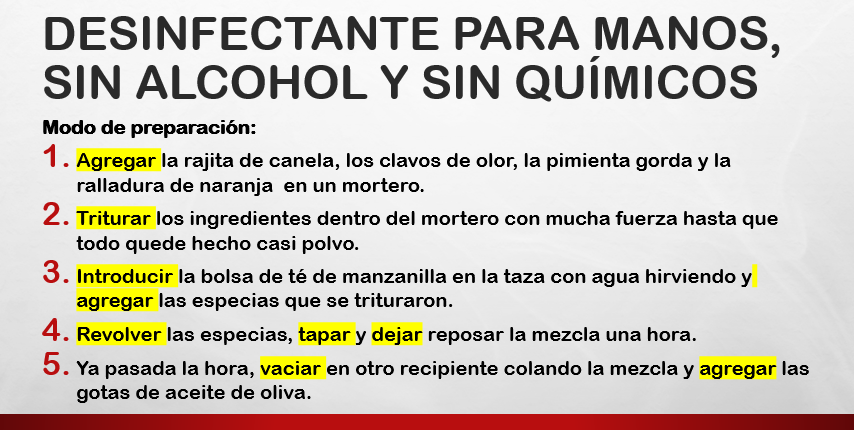 DESINFECTANTE PARA MANOS,
SIN ALCOHOL Y SIN QUÍMICOS
Modo de preparación:
1. Agregar la rajita de canela, los clavos de olor, la pimienta gorda y la
ralladura de naranja  en un mortero.
2. Triturar los ingredientes dentro del mortero con mucha fuerza hasta que
todo quede hecho casi polvo.
3. Introducir la bolsa de té de manzanilla en la taza con agua hirviendo y
agregar las especias que se trituraron.
4. Revolver las especias, tapar y dejar reposar la mezcla una hora.
5. Ya pasada la hora, vaciar en otro recipiente colando la mezcla y agregar las
gotas de aceite de oliva.